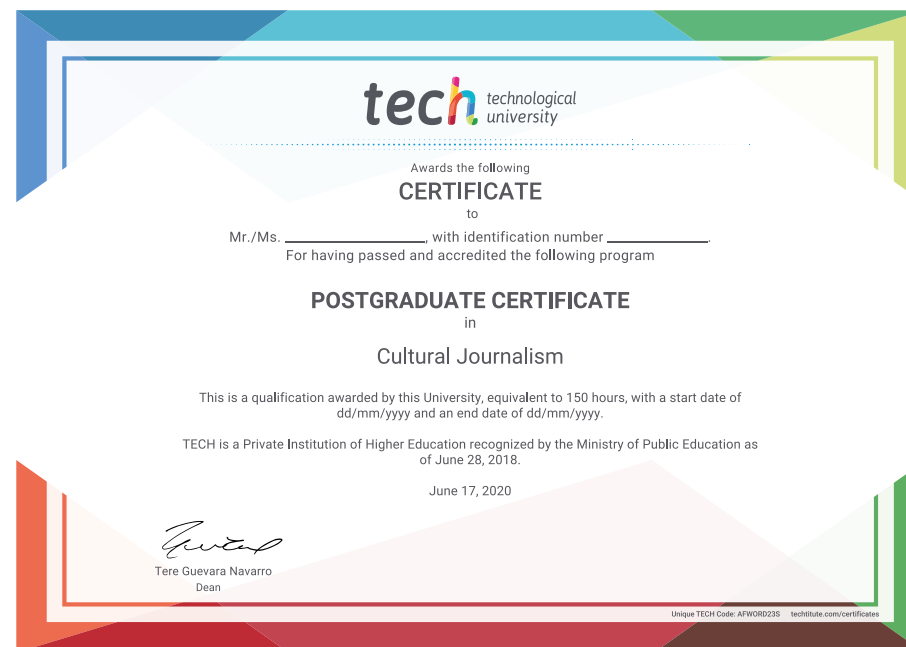 tech technological
university
Awards the following
CERTIFICATE
to
Mr./Ms. ____________________, with identification number ______________.
For having passed and accredited the following program
POSTGRADUATE CERTIFICATE
in
Cultural Journalism
This is a qualification awarded by this University, equivalent to 150 hours, with a start date of
dd/mm/yyyy and an end date of dd/mm/yyyy.
TECH is a Private Institution of Higher Education recognized by the Ministry of Public Education as
of June 28, 2018.
June 17, 2020
Tere Guevara Navarro
Dean
Unique TECH Code: AFWORD23S techtitute.com/certificates